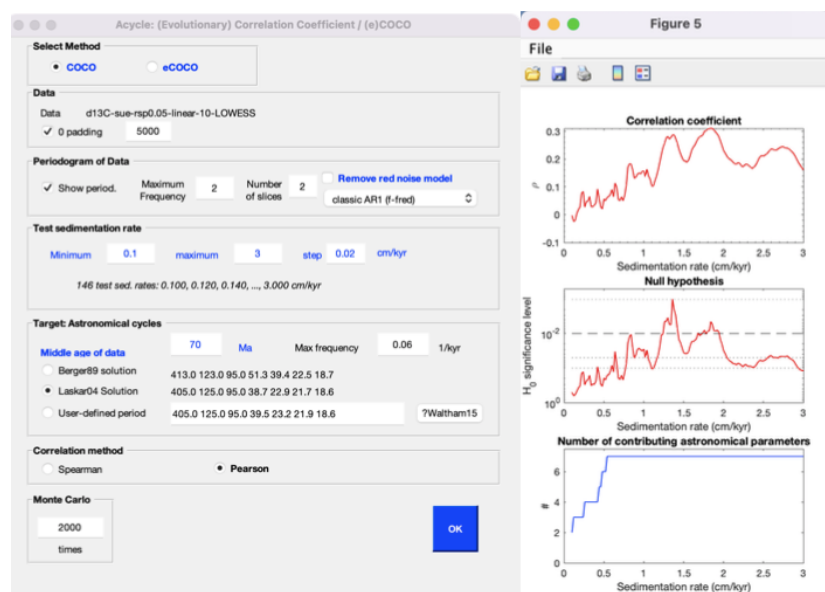 Acycle: (Evolutionary) Correlation Coefficient / (e)COCO
Select Method
COCO eCOCO
Data
Data d13C-sue-rsp0.05-linear-10-LOWESS
0 padding 5000
Periodogram of Data
Show period. Maximum Frequency 2 Number of slices 2 Remove red noise model
classic AR1 (f-fred)
Test sedimentation rate
Minimum 0.1 maximum 3 step 0.02 cm/kyr
146 test sed. rates: 0.100, 0.120, 0.140, ..., 3.000 cm/kyr
Target: Astronomical cycles
Middle age of data 70 Ma Max frequency 0.06 1/kyr
Berger89 solution 413.0 123.0 95.0 51.3 39.4 22.5 18.7
Laskar04 Solution 405.0 125.0 95.0 38.7 22.9 21.7 18.6
User-defined period 405.0 125.0 95.0 39.5 23.2 21.9 18.6 ?Waltham15
Correlation method
Spearman Pearson
Monte Carlo
2000
times
OK
Figure 5
File
Correlation coefficient
0.3
0.2
0.1
0
-0.1
ρ
0 0.5 1 1.5 2 2.5 3
Sedimentation rate (cm/kyr)
Null hypothesis
10-2
100
H0 significance level
0 0.5 1 1.5 2 2.5 3
Sedimentation rate (cm/kyr)
Number of contributing astronomical parameters
6
4
2
0
#
0 0.5 1 1.5 2 2.5 3
Sedimentation rate (cm/kyr)